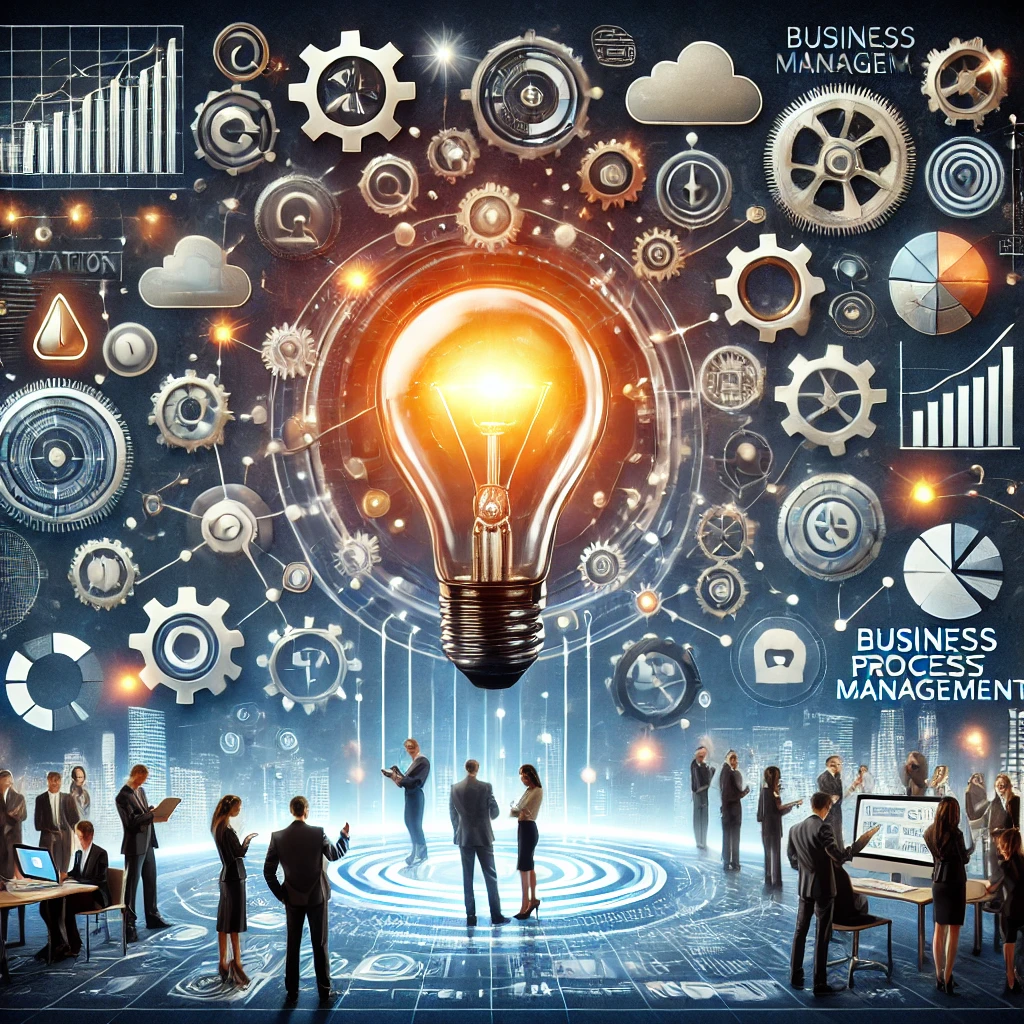 BUSINESS
MANAGEM
BUSINESS
PROCESS
MANAGEMENT